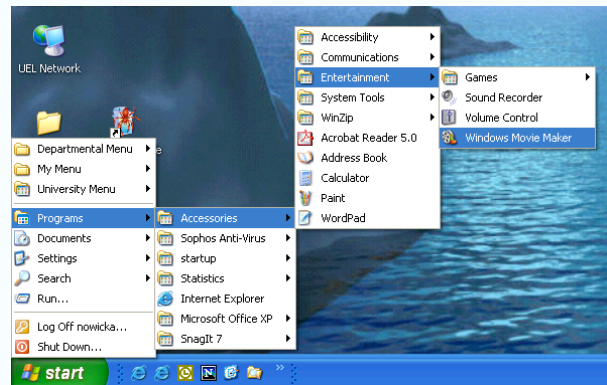 UEL Network
e
Departmental Menu
My Menu
University Menu
Programs
Documents
Settings
Search
Run...
Log Off nowicka...
Shut Down...
Accessories
Sophos Anti-Virus
startup
Statistics
Internet Explorer
Microsoft Office XP
SnagIt 7
Accessibility
Communications
Entertainment
System Tools
WinZip
Acrobat Reader 5.0
Address Book
Calculator
Paint
WordPad
Games
Sound Recorder
Volume Control
Windows Movie Maker
start